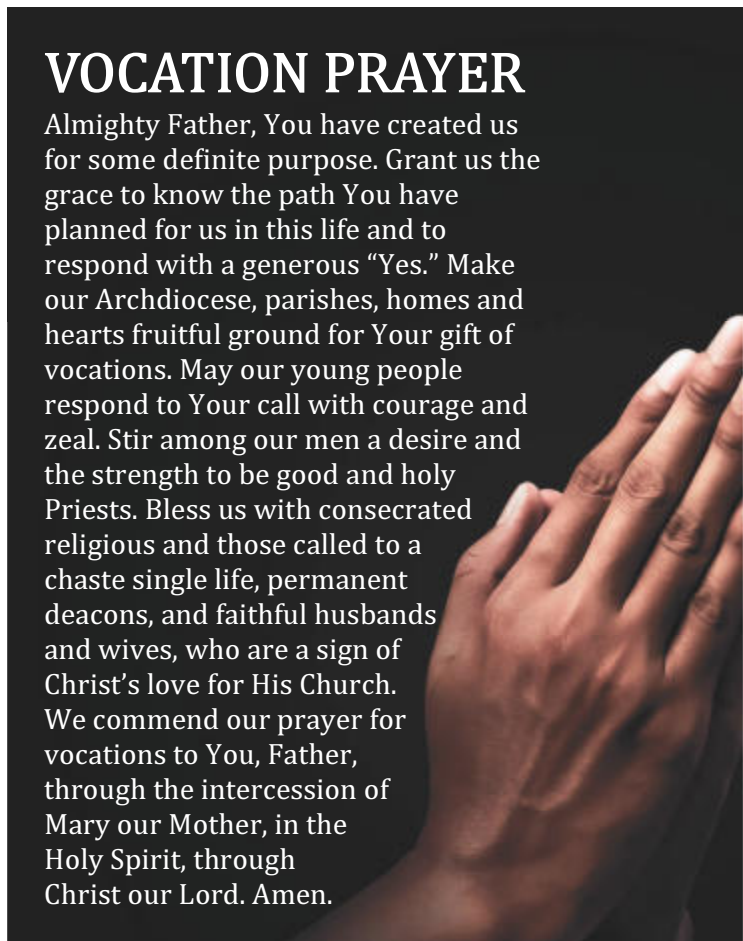 VOCATION PRAYER
Almighty Father, You have created us
for some definite purpose. Grant us the
grace to know the path You have
planned for us in this life and to
respond with a generous “Yes.” Make
our Archdiocese, parishes, homes and
hearts fruitful ground for Your gift of
vocations. May our young people
respond to Your call with courage and
zeal. Stir among our men a desire and
the strength to be good and holy
Priests. Bless us with consecrated
religious and those called to a
chaste single life, permanent
deacons, and faithful husbands
and wives, who are a sign of
Christ’s love for His Church.
We commend our prayer for
vocations to You, Father,
through the intercession of
Mary our Mother, in the
Holy Spirit, through
Christ our Lord. Amen.